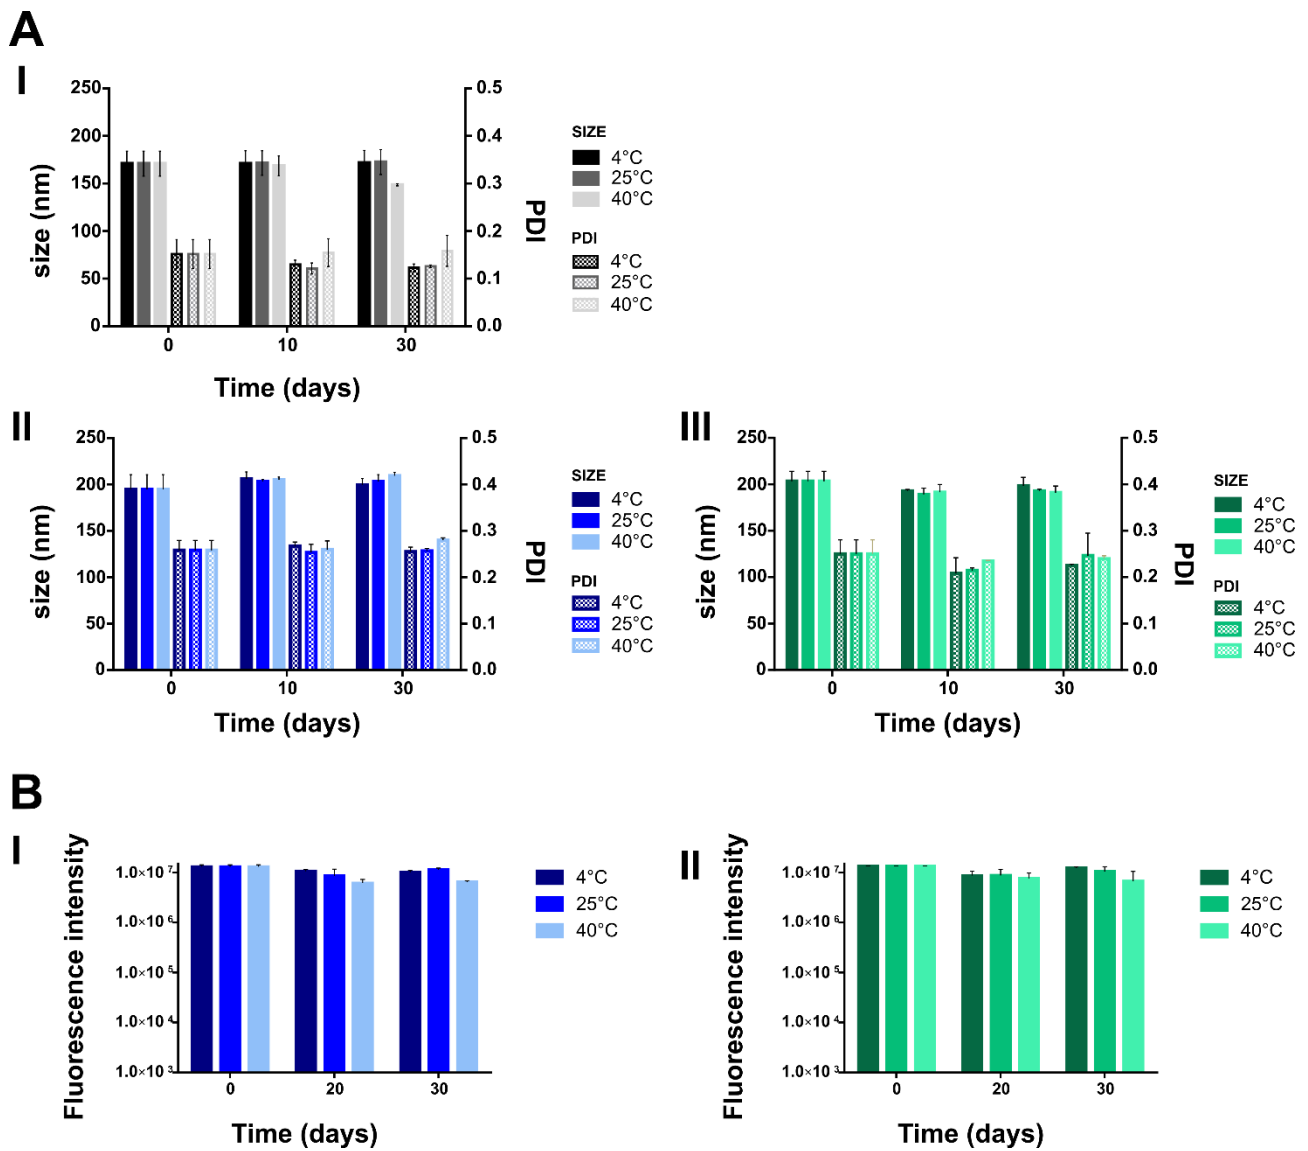 A
I
250
200
150
100
50
0
size (nm)
0.5
0.4
0.3
0.2
0.1
0.0
PDI
0 10 30
Time (days)
SIZE
4°C
25°C
40°C
PDI
4°C
25°C
40°C
II
250
200
150
100
50
0
size (nm)
0.5
0.4
0.3
0.2
0.1
0.0
PDI
0 10 30
Time (days)
SIZE
4°C
25°C
40°C
PDI
4°C
25°C
40°C
III
250
200
150
100
50
0
size (nm)
0.5
0.4
0.3
0.2
0.1
0.0
PDI
0 10 30
Time (days)
SIZE
4°C
25°C
40°C
PDI
4°C
25°C
40°C
B
I
Fluorescence intensity
1.0×10⁷
1.0×10⁶
1.0×10⁵
1.0×10⁴
1.0×10³
0 20 30
Time (days)
4°C
25°C
40°C
II
Fluorescence intensity
1.0×10⁷
1.0×10⁶
1.0×10⁵
1.0×10⁴
1.0×10³
0 20 30
Time (days)
4°C
25°C
40°C